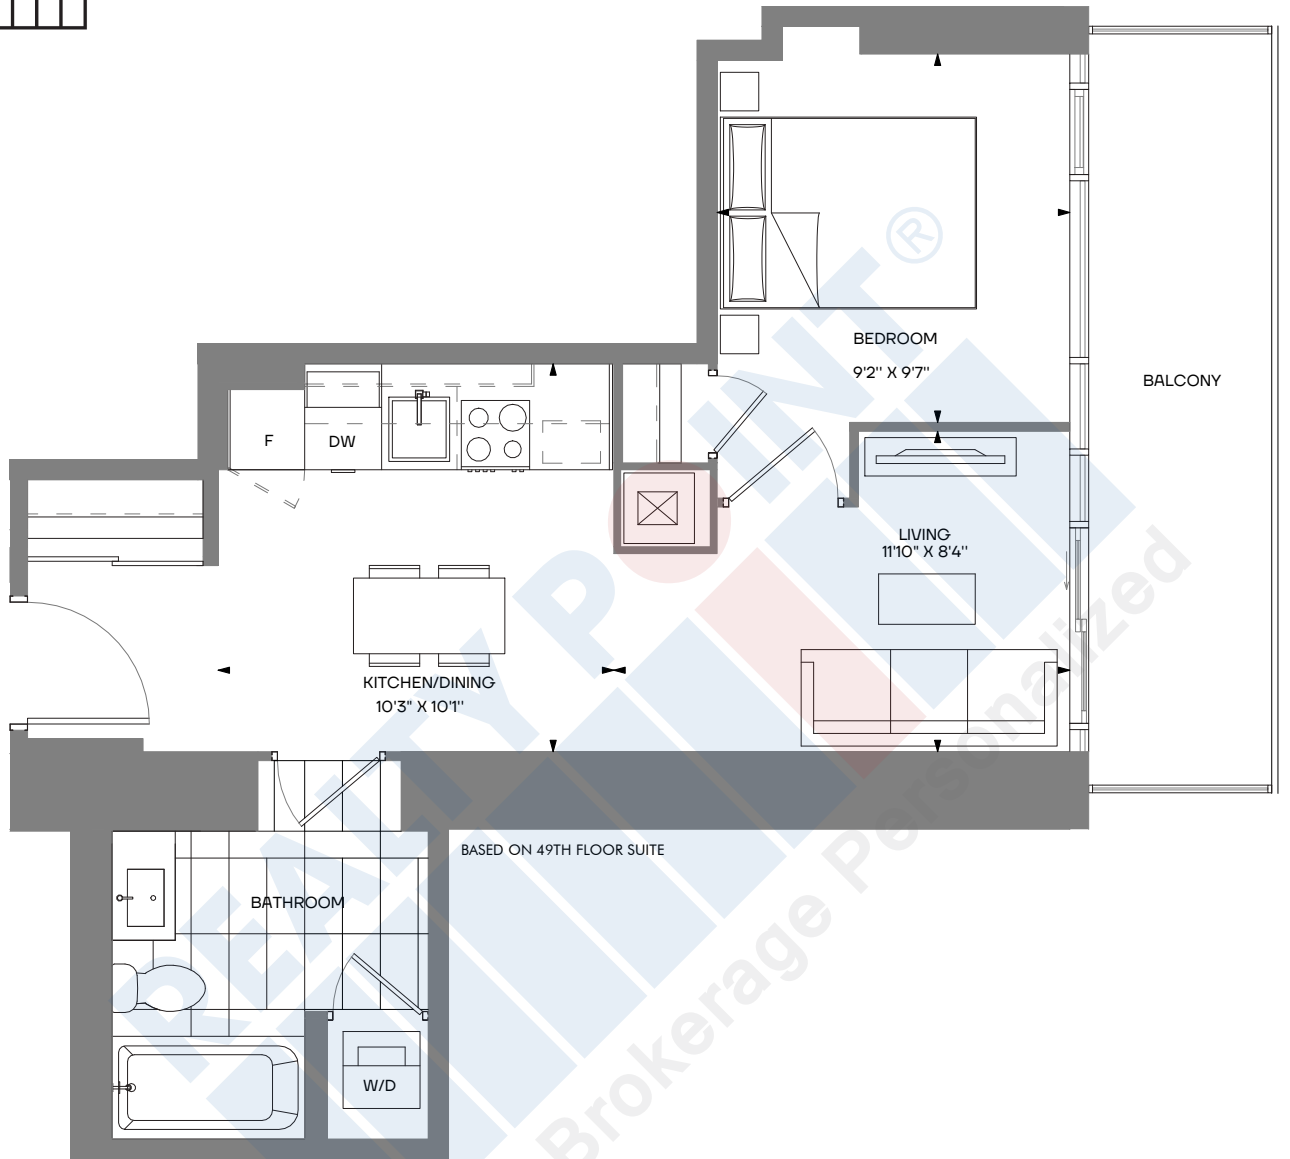 BEDROOM
9'2" X 9'7"
BALCONY
F
DW
LIVING
11'10" X 8'4"
KITCHEN/DINING
10'3" X 10'1"
BASED ON 49TH FLOOR SUITE
BATHROOM
W/D
REALTY POINT®
Brokerage Personalized